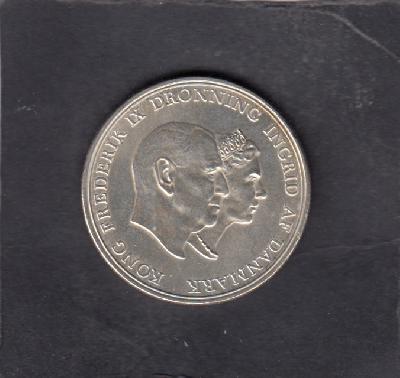 KONG FREDERIK IX DRONNING INGRID AF DANMARK